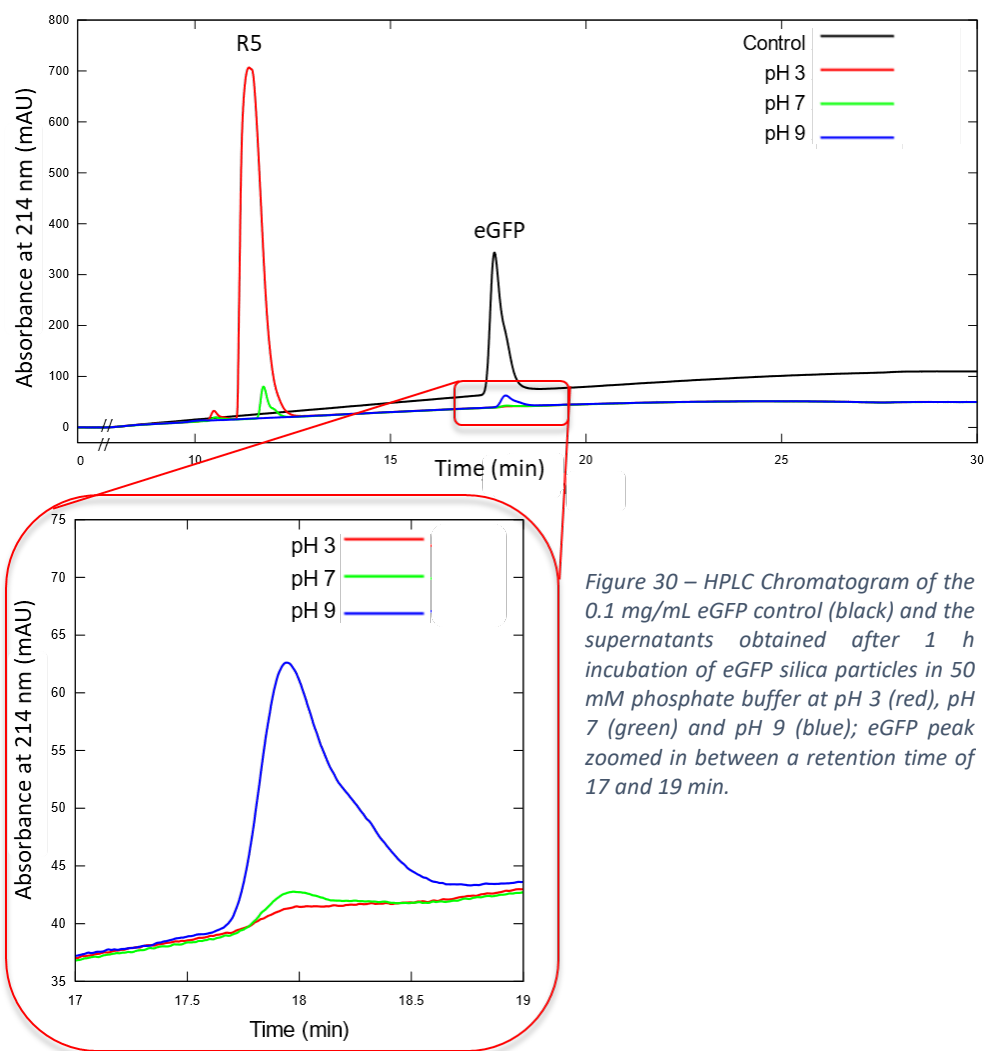 800
700
600
500
400
300
200
100
0
Absorbance at 214 nm (mAU)
R5
eGFP
Control
pH 3
pH 7
pH 9
0 10 15 20 25 30
//
//
Time (min)
75
70
65
60
55
50
45
40
35
Absorbance at 214 nm (mAU)
pH 3
pH 7
pH 9
17 17.5 18 18.5 19
Time (min)
Figure 30 – HPLC Chromatogram of the
0.1 mg/mL eGFP control (black) and the
supernatants obtained after 1 h
incubation of eGFP silica particles in 50
mM phosphate buffer at pH 3 (red), pH
7 (green) and pH 9 (blue); eGFP peak
zoomed in between a retention time of
17 and 19 min.